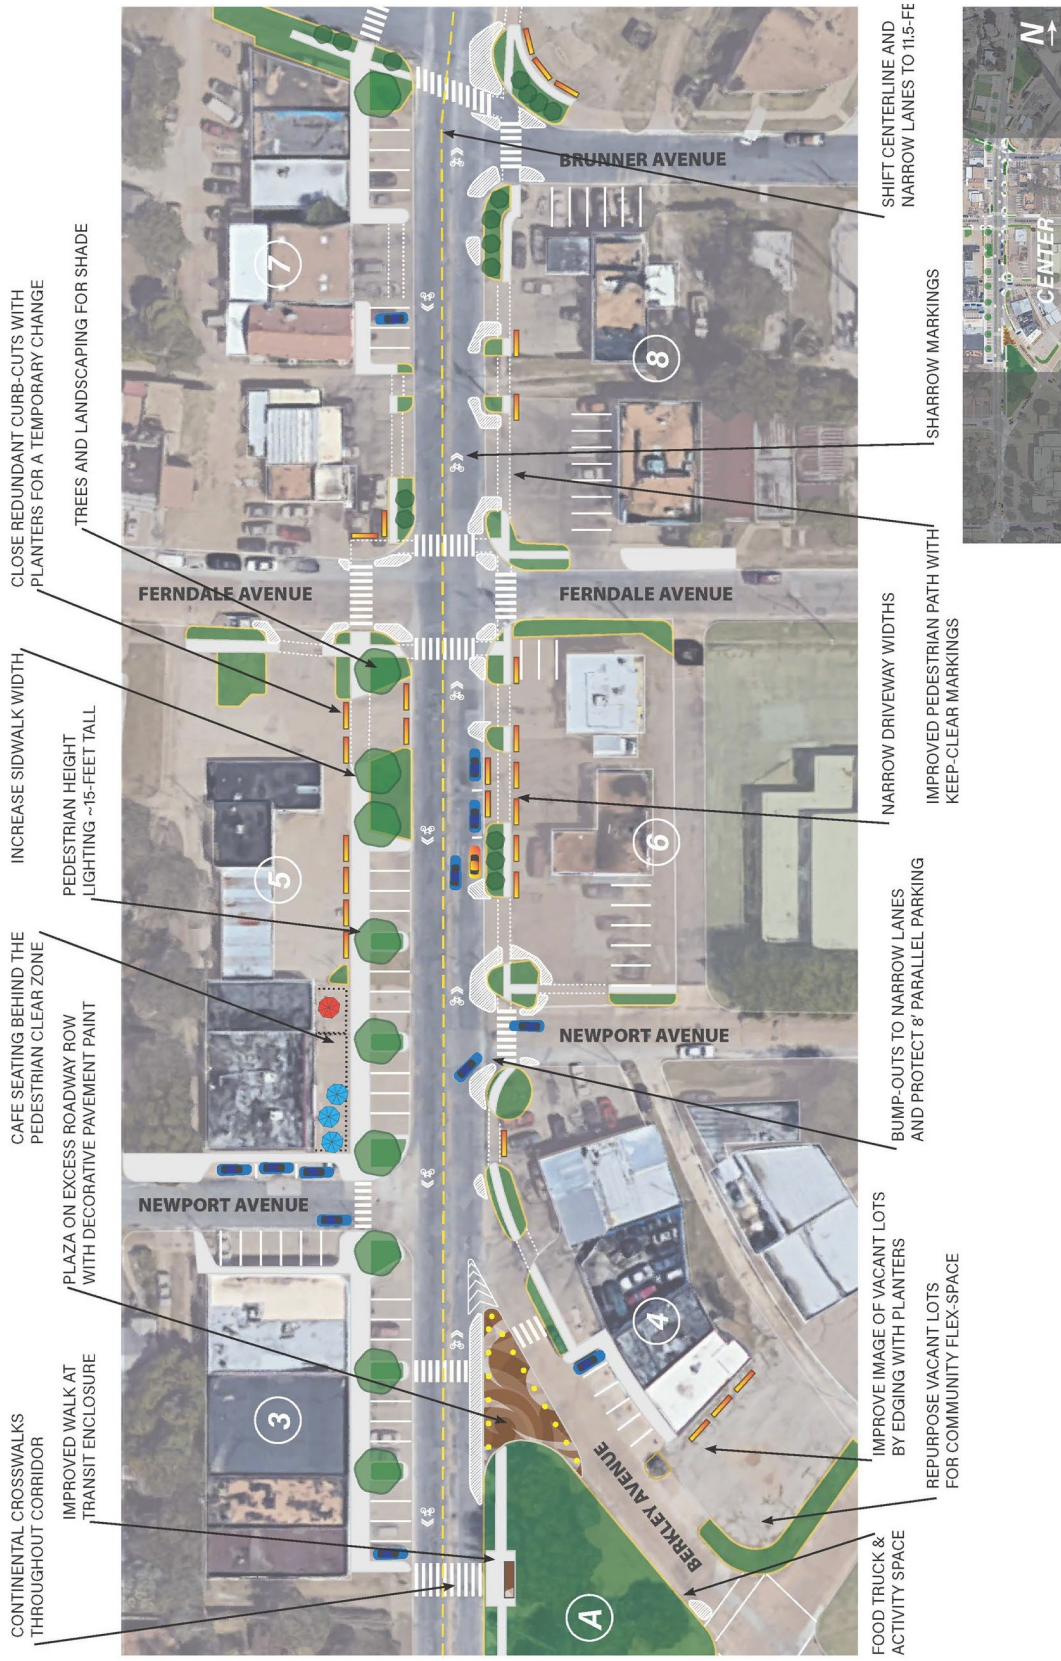 CONTINENTAL CROSSWALKS
THROUGHOUT CORRIDOR
IMPROVED WALK AT
TRANSIT ENCLOSURE
PLAZA ON EXCESS ROADWAY ROW
WITH DECORATIVE PAVEMENT PAINT
CAFE SEATING BEHIND THE
PEDESTRIAN CLEAR ZONE
PEDESTRIAN HEIGHT
LIGHTING ~15-FEET TALL
INCREASE SIDWALK WIDTH
CLOSE REDUNDANT CURB-CUTS WITH
PLANTERS FOR A TEMPORARY CHANGE
TREES AND LANDSCAPING FOR SHADE
3
NEWPORT AVENUE
5
FERNDALE AVENUE
7
A
BERKLEY AVENUE
4
NEWPORT AVENUE
6
FERNDALE AVENUE
8
BRUNNER AVENUE
FOOD TRUCK &
ACTIVITY SPACE
REPURPOSE VACANT LOTS
FOR COMMUNITY FLEX-SPACE
IMPROVE IMAGE OF VACANT LOTS
BY EDGING WITH PLANTERS
BUMP-OUTS TO NARROW LANES
AND PROTECT 8' PARALLEL PARKING
NARROW DRIVEWAY WIDTHS
IMPROVED PEDESTRIAN PATH WITH
KEEP-CLEAR MARKINGS
SHARROW MARKINGS
SHIFT CENTERLINE AND
NARROW LANES TO 11.5-FE
CENTER
N